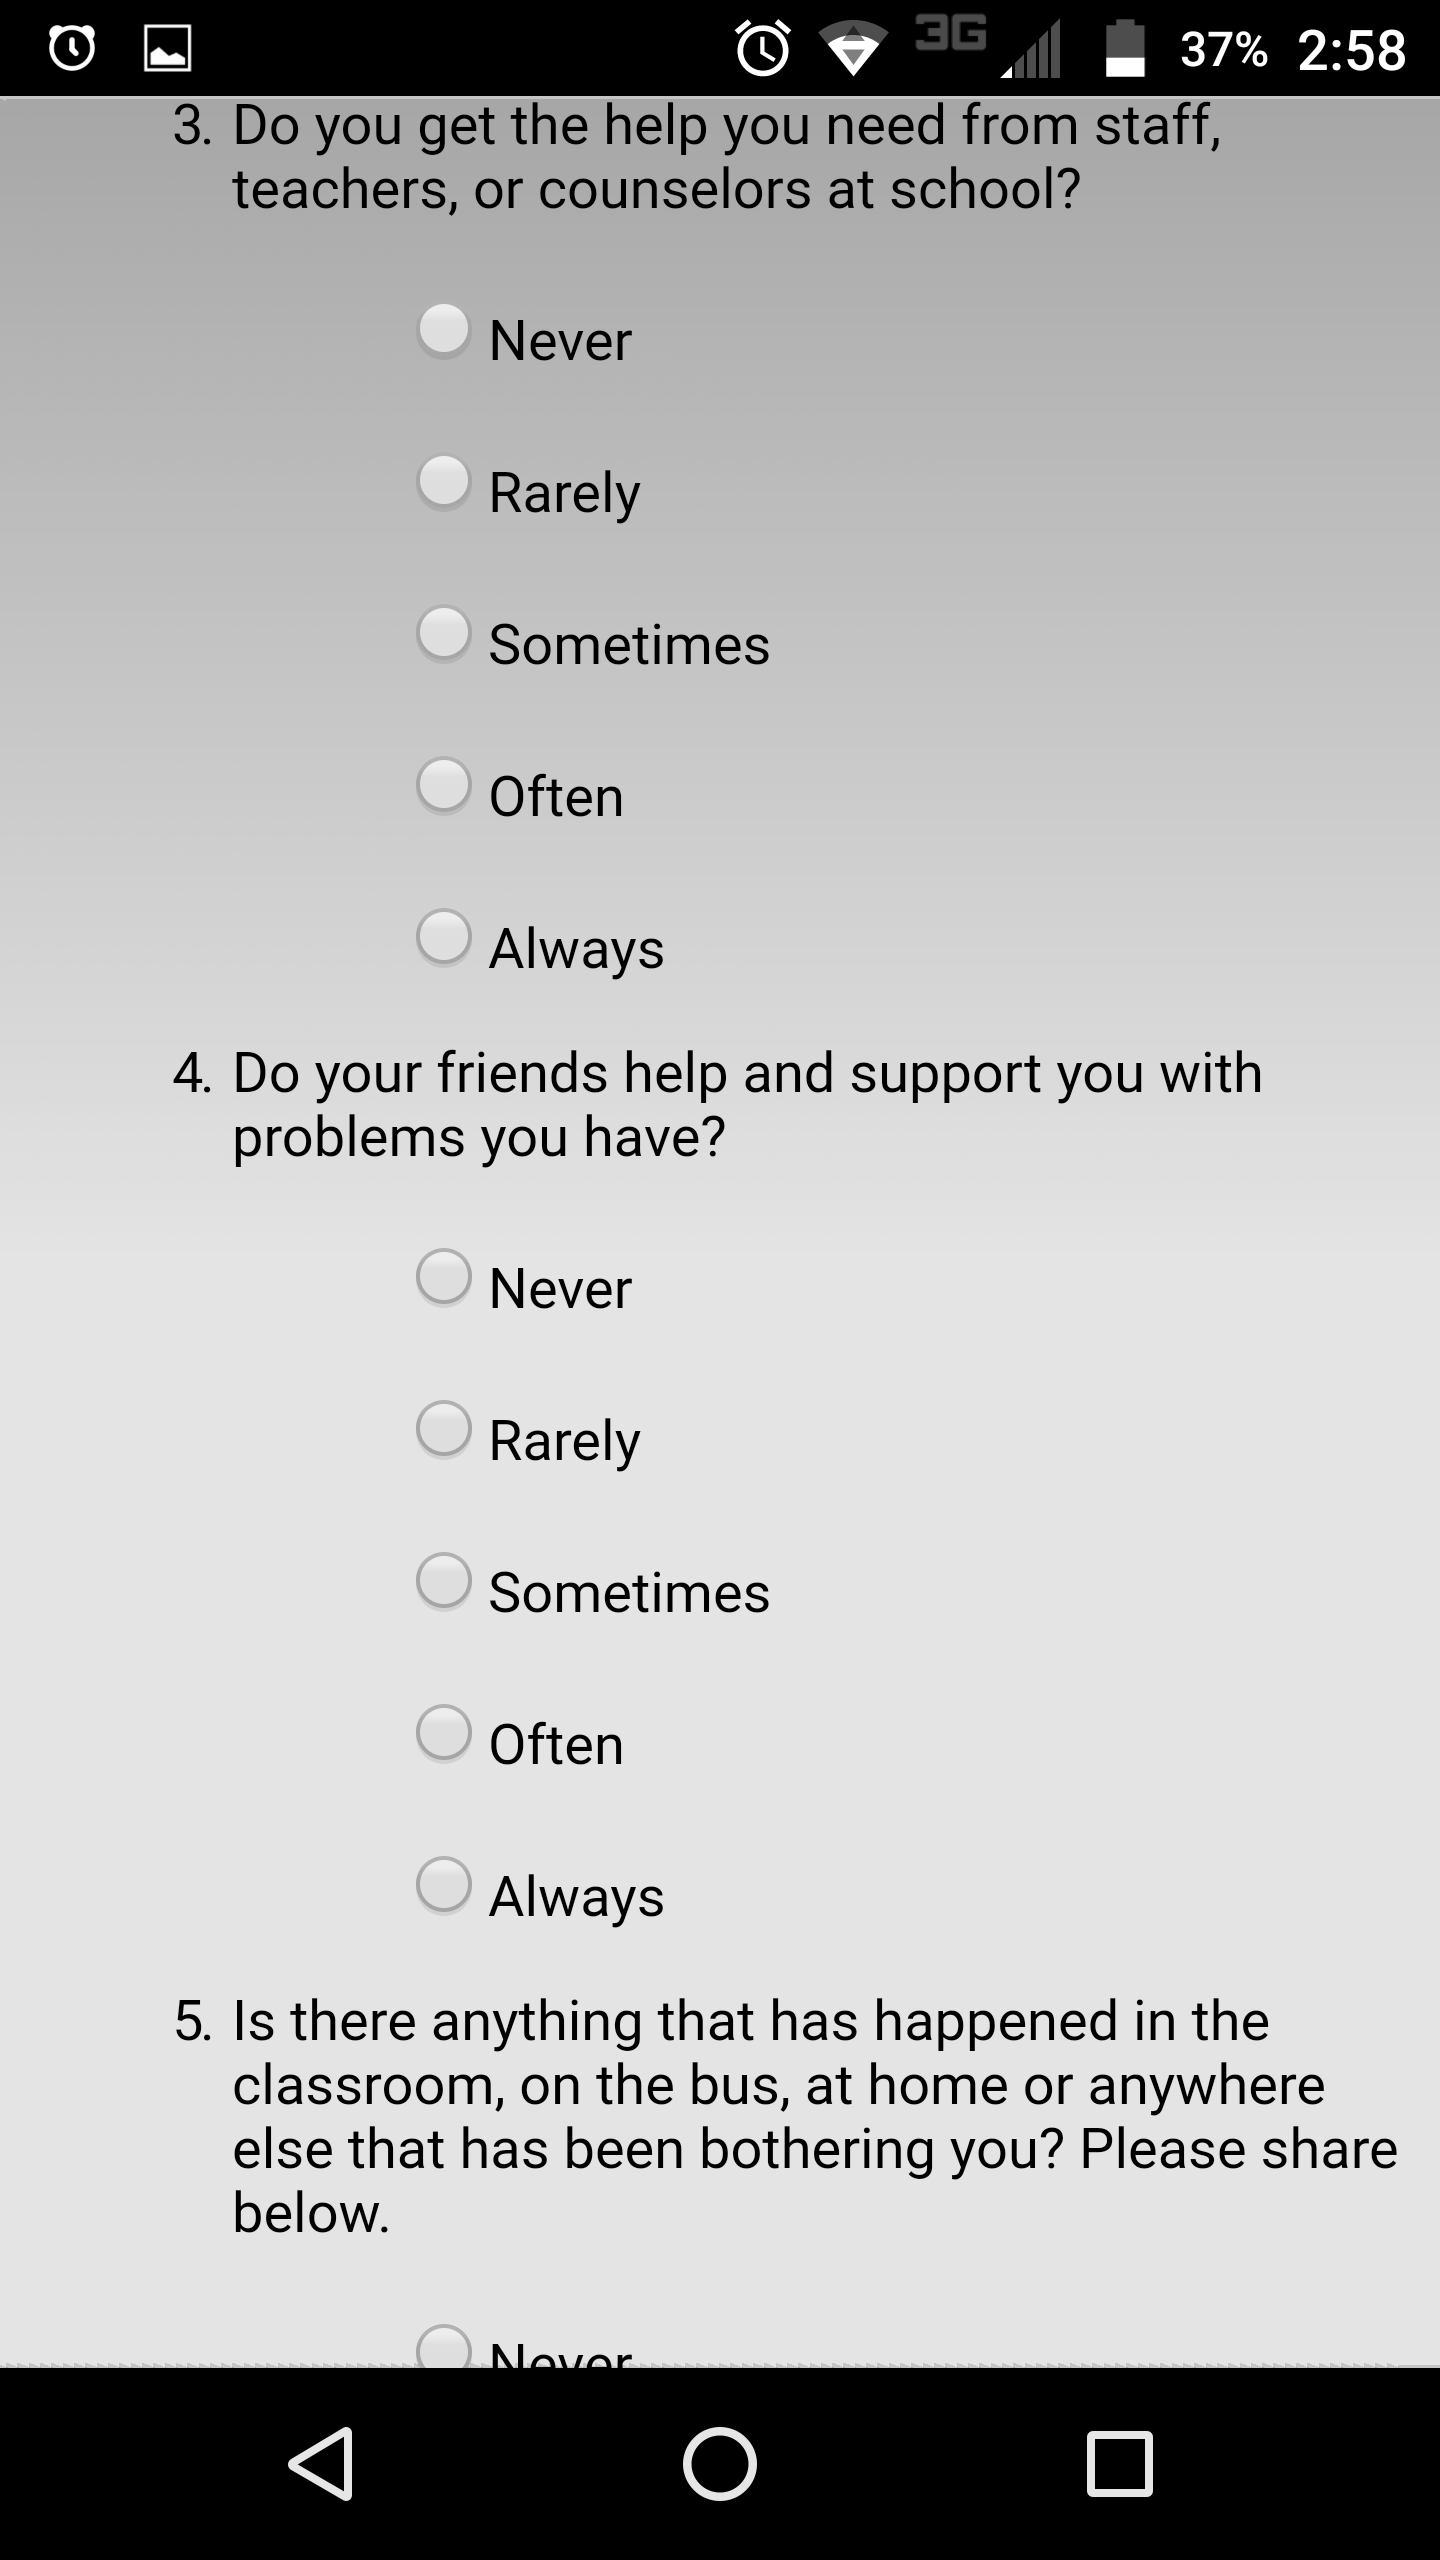 3G 37% 2:58
3. Do you get the help you need from staff,
teachers, or counselors at school?
Never
Rarely
Sometimes
Often
Always
4. Do your friends help and support you with
problems you have?
Never
Rarely
Sometimes
Often
Always
5. Is there anything that has happened in the
classroom, on the bus, at home or anywhere
else that has been bothering you? Please share
below.
Never